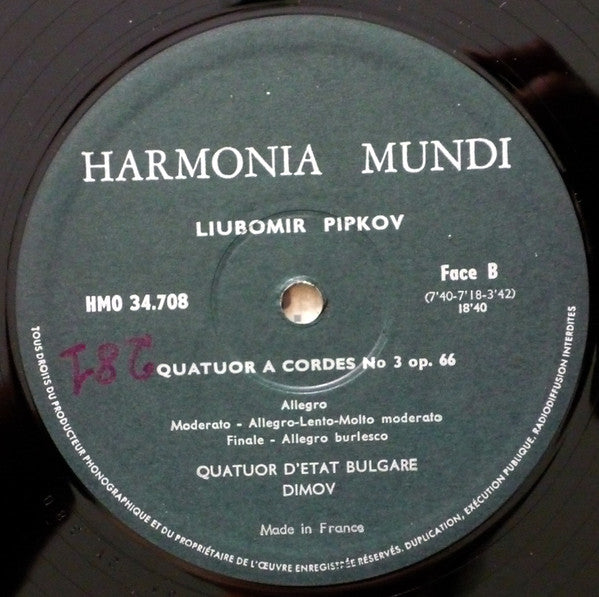 HARMONIA MUNDI
LIUBOMIR PIPKOV
Face B
HMO 34.708
(7'40-7'18-3'42)
18'40
281
QUATUOR A CORDES No 3 op. 66
Allegro
Moderato - Allegro-Lento-Molto moderato
Finale - Allegro burlesco
QUATUOR D'ETAT BULGARE
DIMOV
Made in France
TOUS DROITS DU PRODUCTEUR PHONOGRAPHIQUE ET DU PROPRIÉTAIRE DE L'ŒUVRE ENREGISTRÉE RÉSERVÉS. DUPLICATION, EXÉCUTION PUBLIQUE, RADIODIFFUSION INTERDITES